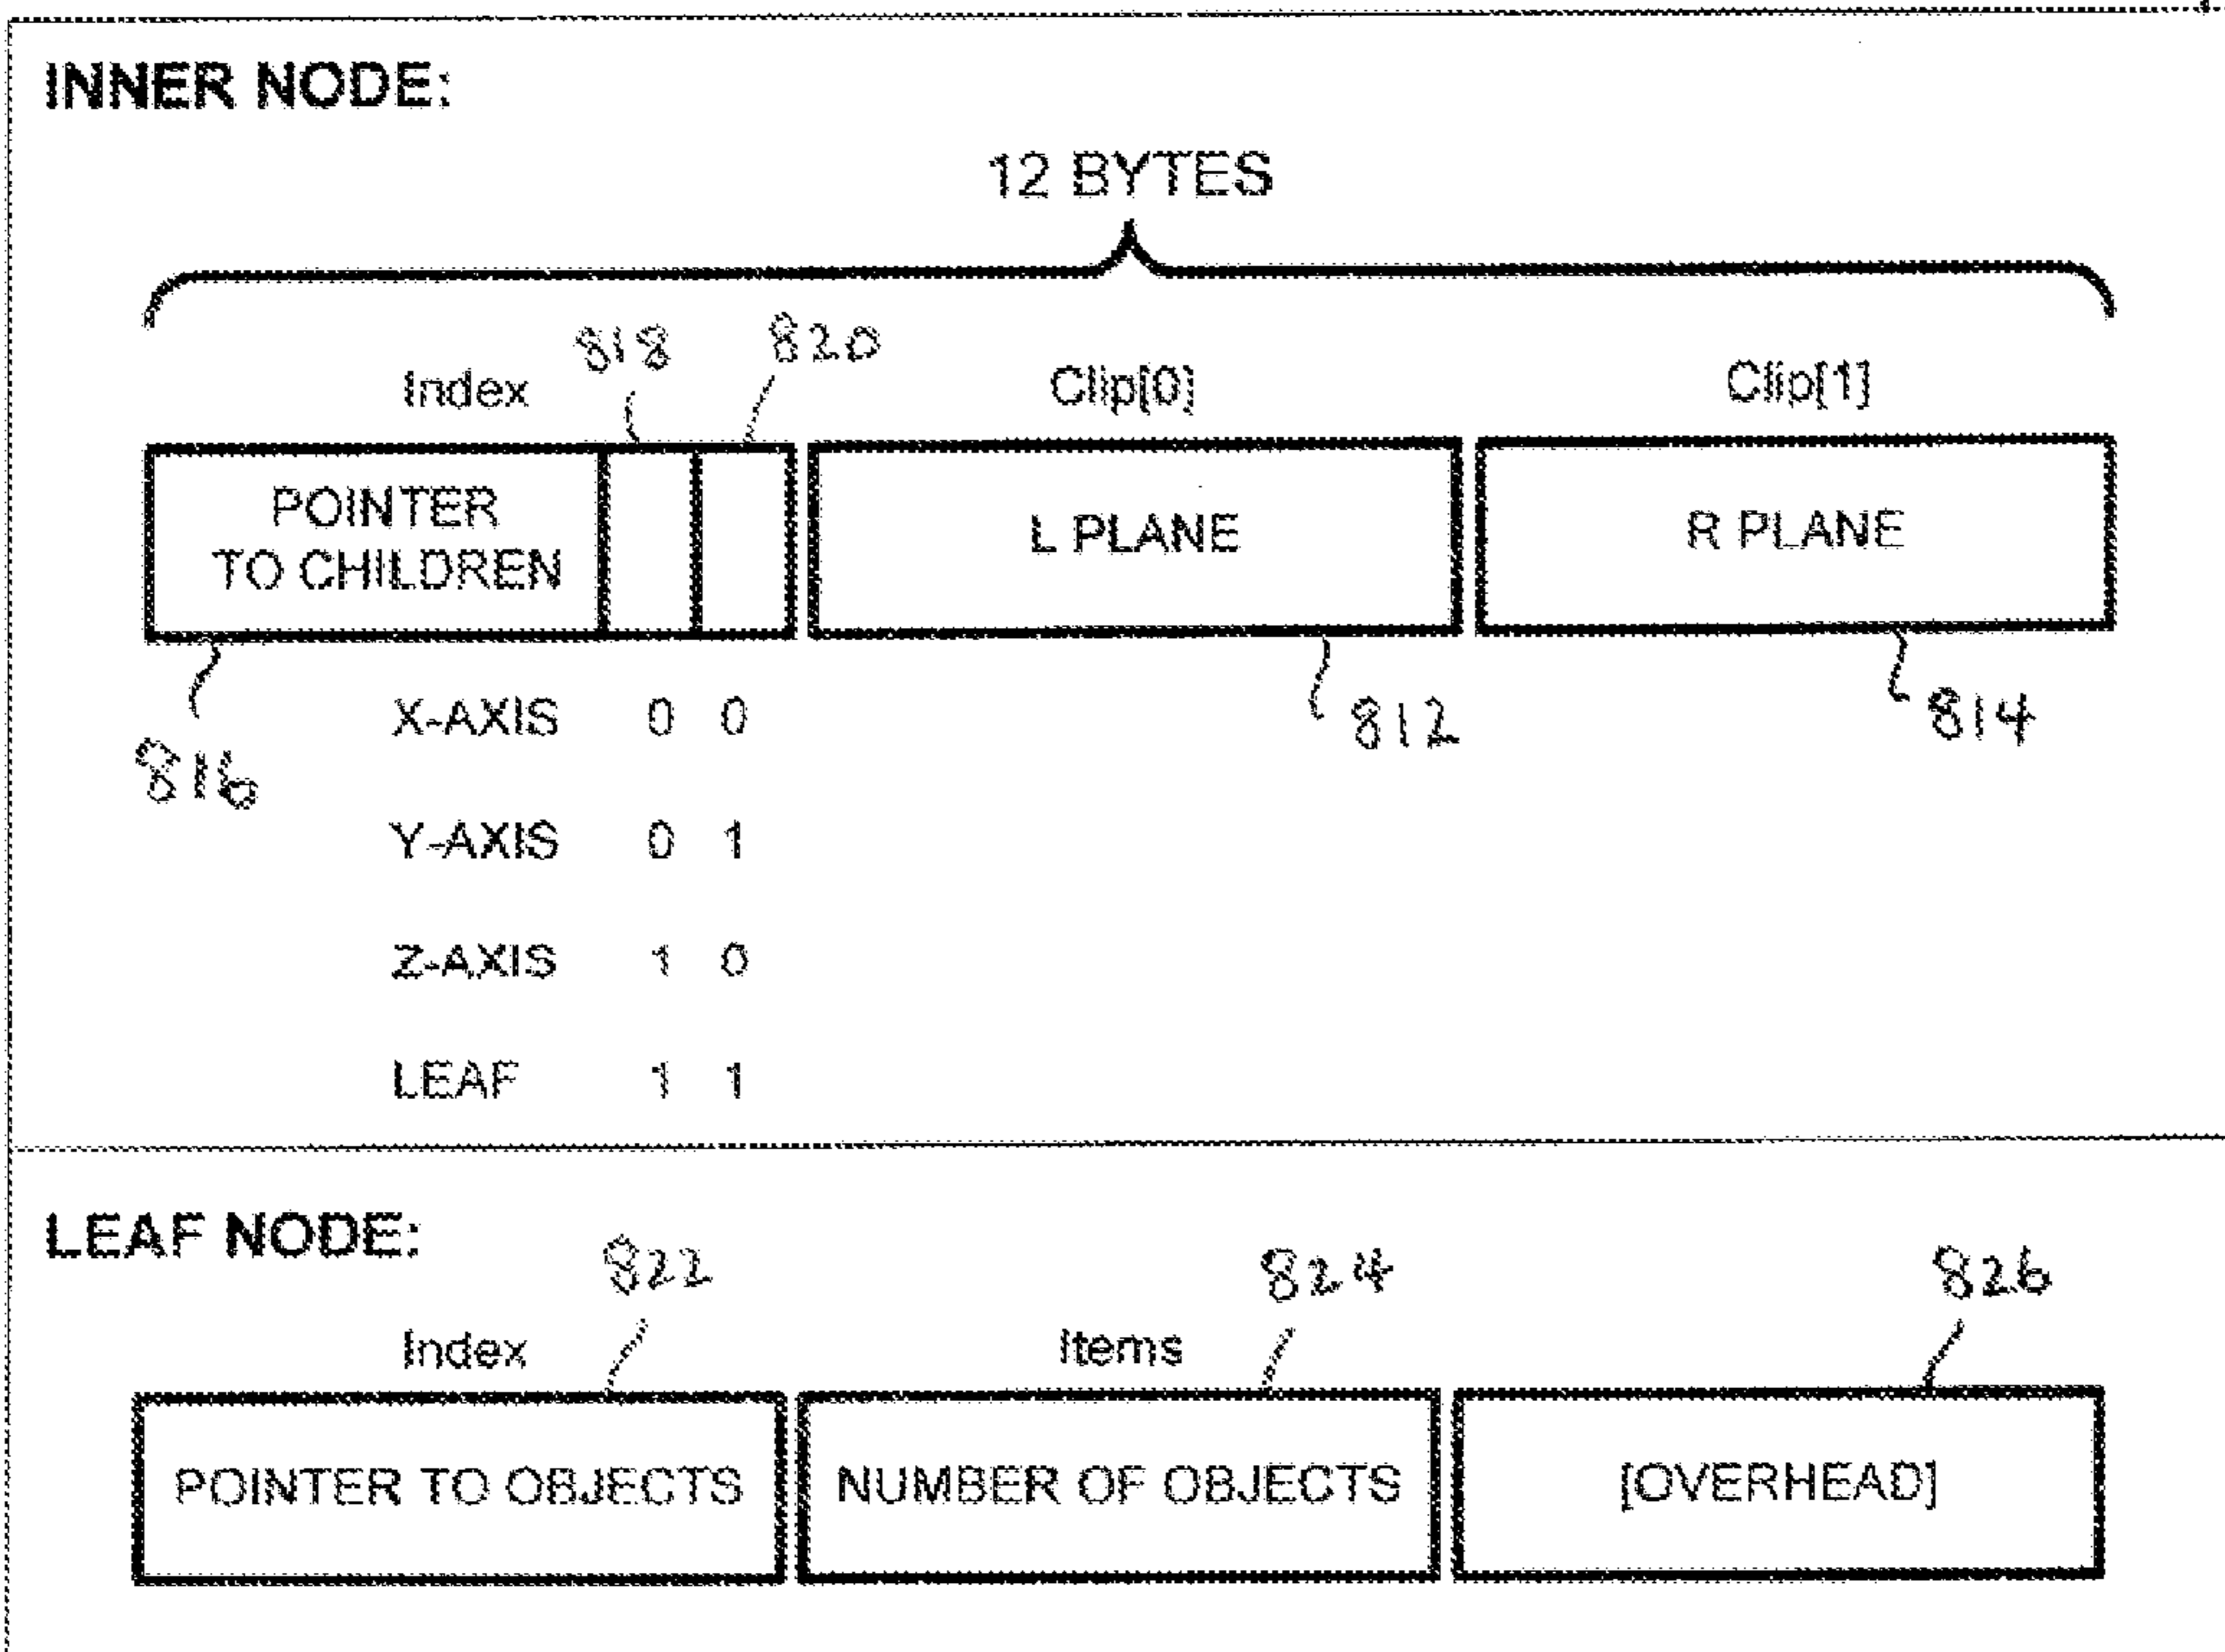 INNER NODE:
12 BYTES
818 820
Index Clip[0] Clip[1]
POINTER
TO CHILDREN
L PLANE R PLANE
X-AXIS 0 0
812 814
816
Y-AXIS 0 1
Z-AXIS 1 0
LEAF 1 1
LEAF NODE:
822 824 826
Index Items
POINTER TO OBJECTS NUMBER OF OBJECTS [OVERHEAD]